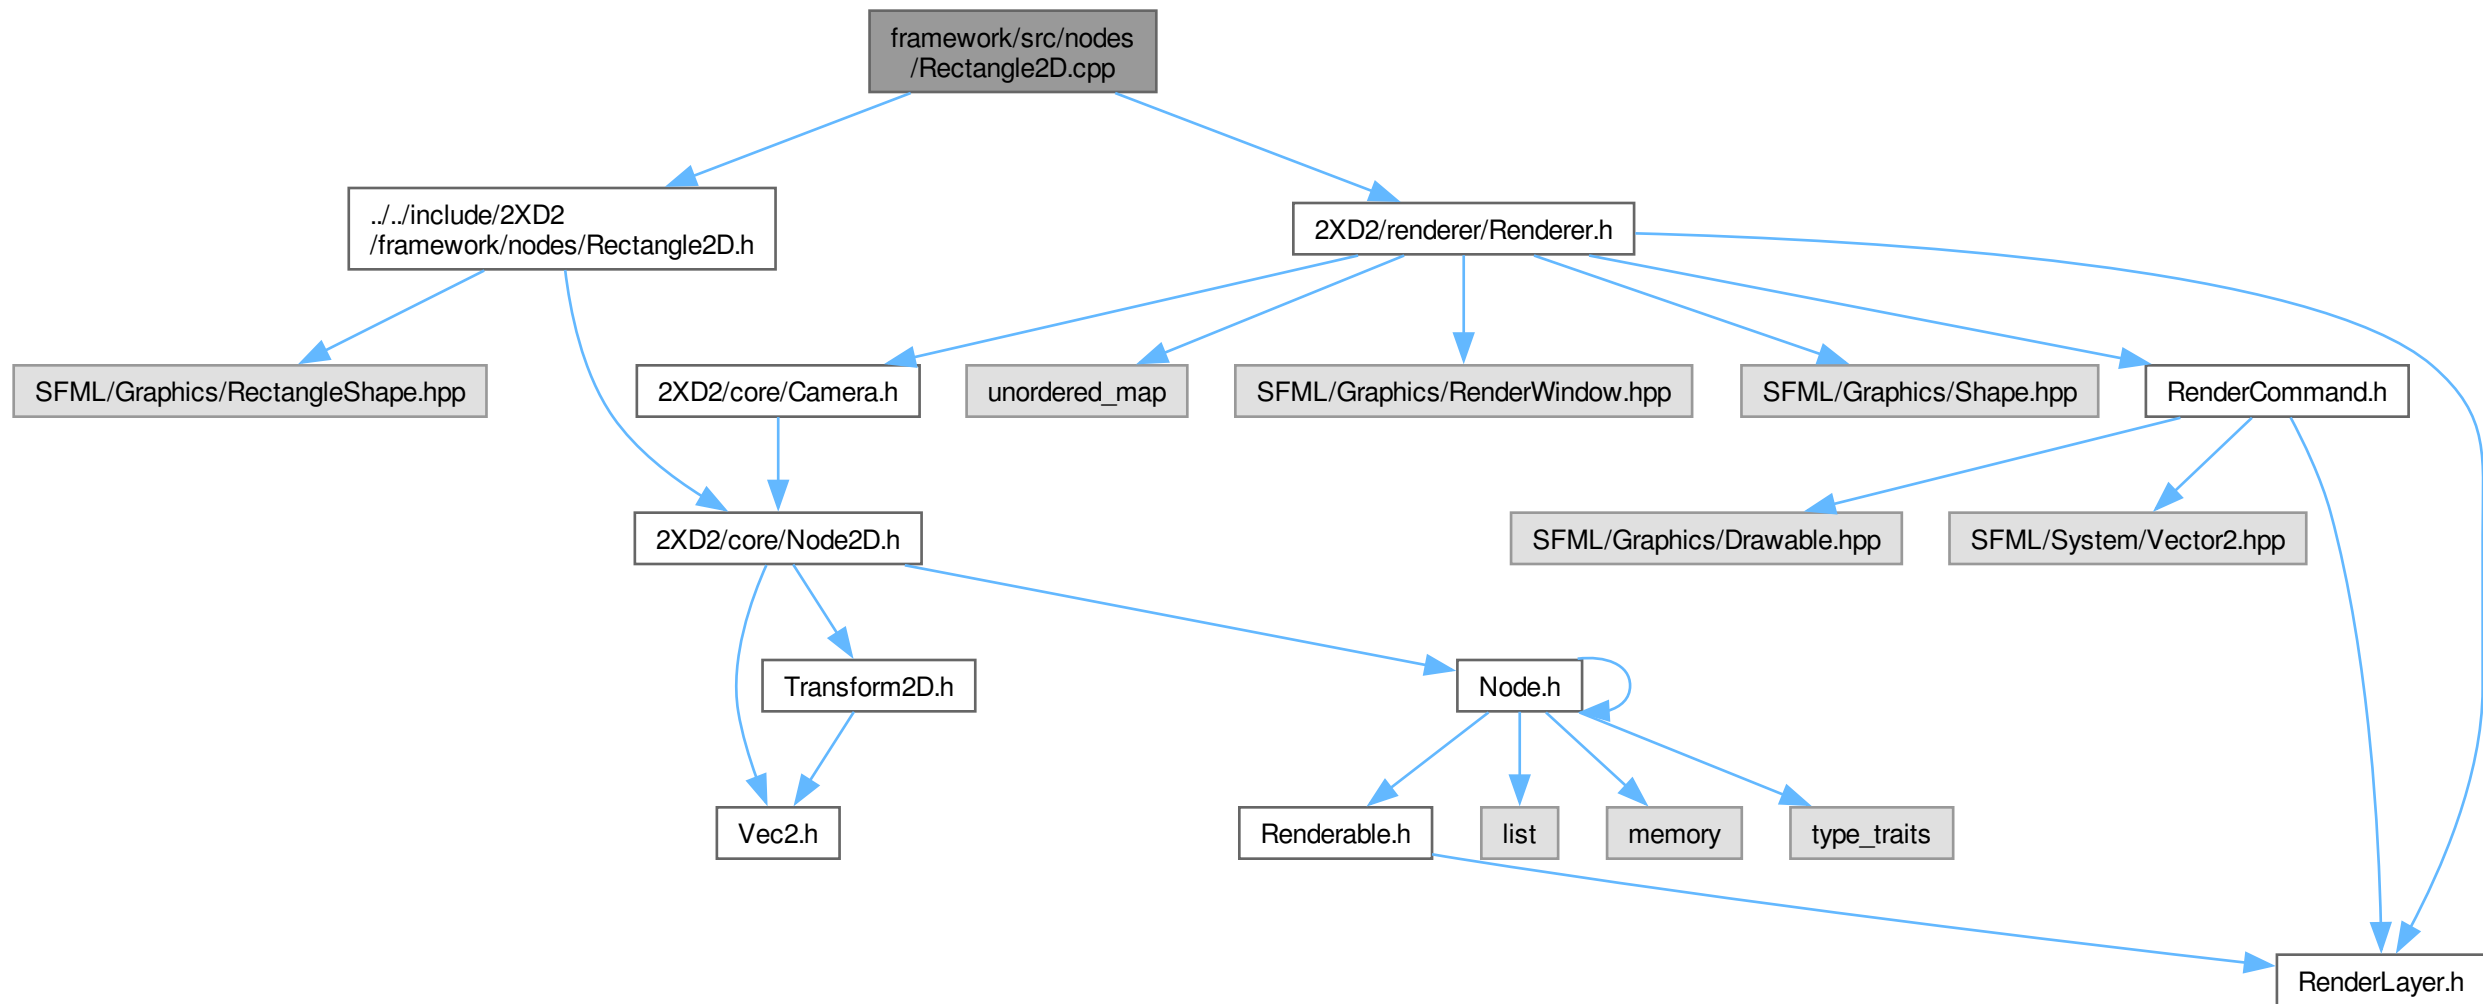 framework/src/nodes
/Rectangle2D.cpp
../../include/2XD2
/framework/nodes/Rectangle2D.h
2XD2/renderer/Renderer.h
SFML/Graphics/RectangleShape.hpp
2XD2/core/Camera.h
unordered_map
SFML/Graphics/RenderWindow.hpp
SFML/Graphics/Shape.hpp
RenderCommand.h
2XD2/core/Node2D.h
SFML/Graphics/Drawable.hpp
SFML/System/Vector2.hpp
Transform2D.h
Node.h
Vec2.h
Renderable.h
list
memory
type_traits
RenderLayer.h